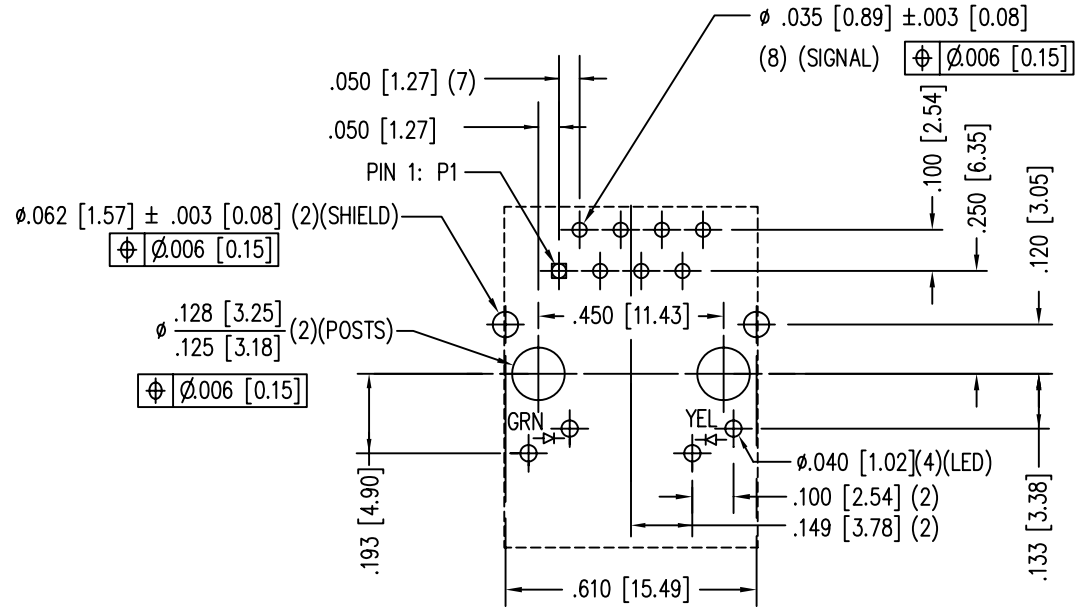 ø .035 [0.89] ±.003 [0.08]
(8) (SIGNAL) ⌖ Ø.006 [0.15]
.050 [1.27] (7)
.050 [1.27]
PIN 1: P1
.100 [2.54]
.250 [6.35]
.120 [3.05]
ø.062 [1.57] ± .003 [0.08] (2)(SHIELD)
⌖ Ø.006 [0.15]
.450 [11.43]
ø .128 [3.25]
.125 [3.18] (2)(POSTS)
⌖ Ø.006 [0.15]
GRN
YEL
ø.040 [1.02](4)(LED)
.100 [2.54] (2)
.149 [3.78] (2)
.193 [4.90]
.133 [3.38]
.610 [15.49]